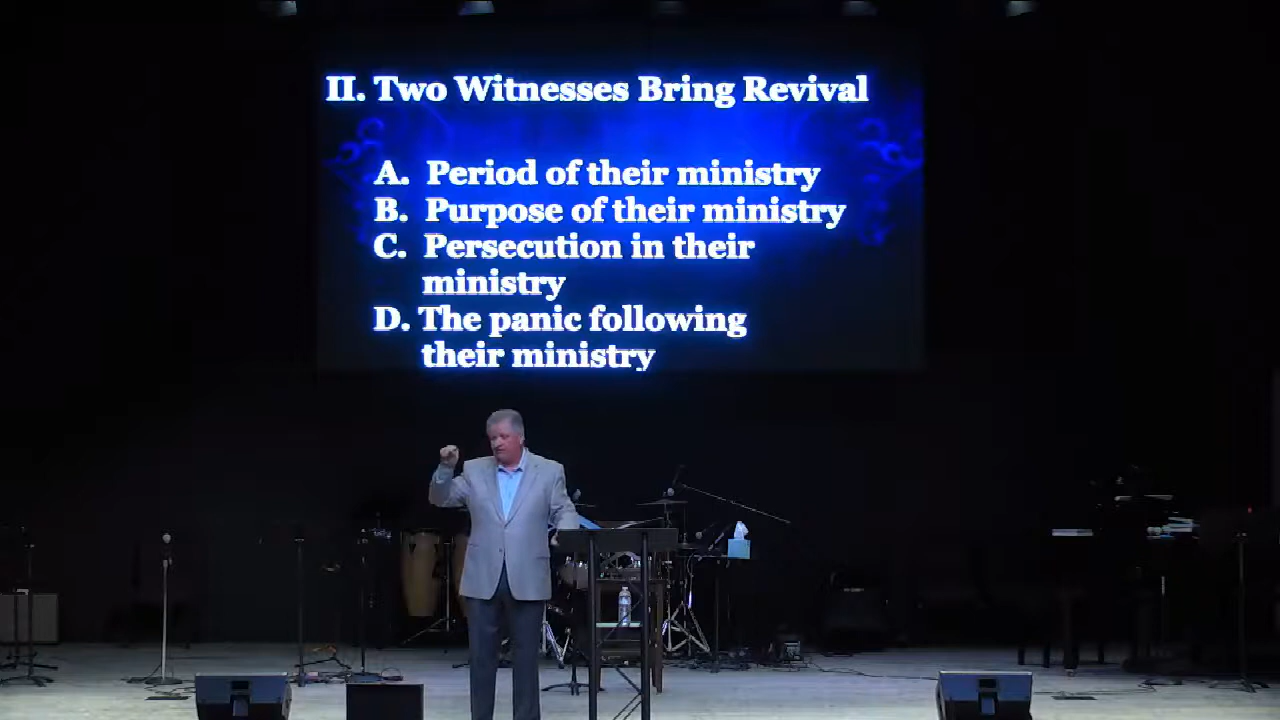 II. Two Witnesses Bring Revival
A. Period of their ministry
B. Purpose of their ministry
C. Persecution in their
ministry
D. The panic following
their ministry